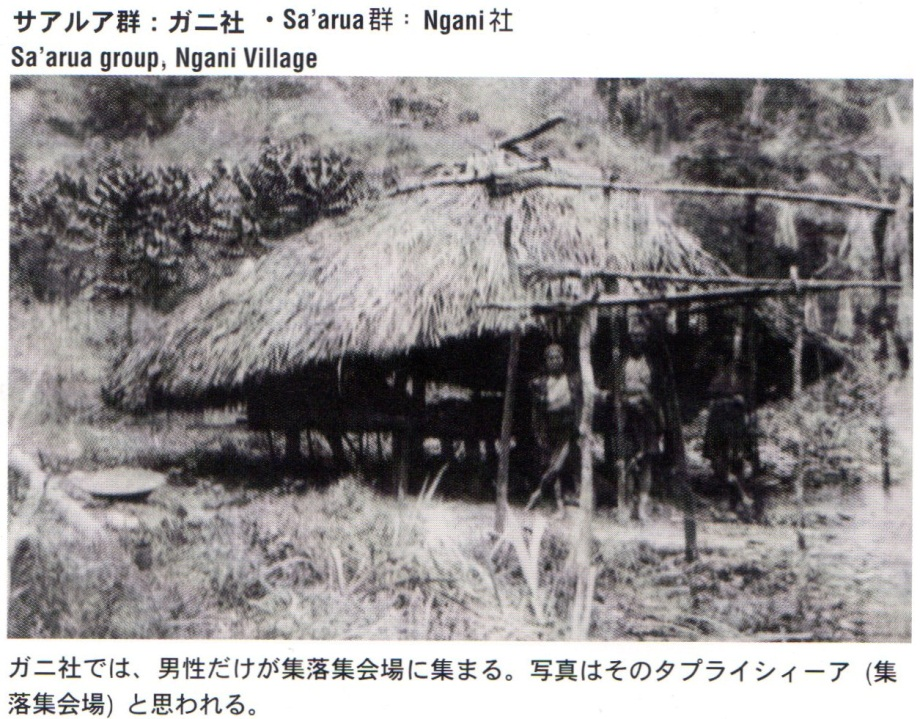 サアルア群：ガニ社 ・Sa'arua群： Ngani社
Sa'arua group, Ngani Village
ガニ社では、男性だけが集落集会場に集まる。写真はそのタプライシィーア (集
落集会場) と思われる。